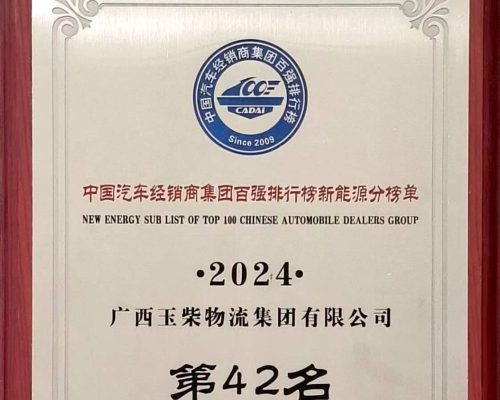 中国汽车经销商集团百强排行榜
CADAI
Since 2009
中国汽车经销商集团百强排行榜新能源分榜单
NEW ENERGY SUB LIST OF TOP 100 CHINESE AUTOMOBILE DEALERS GROUP
·2024·
广西玉柴物流集团有限公司
第42名